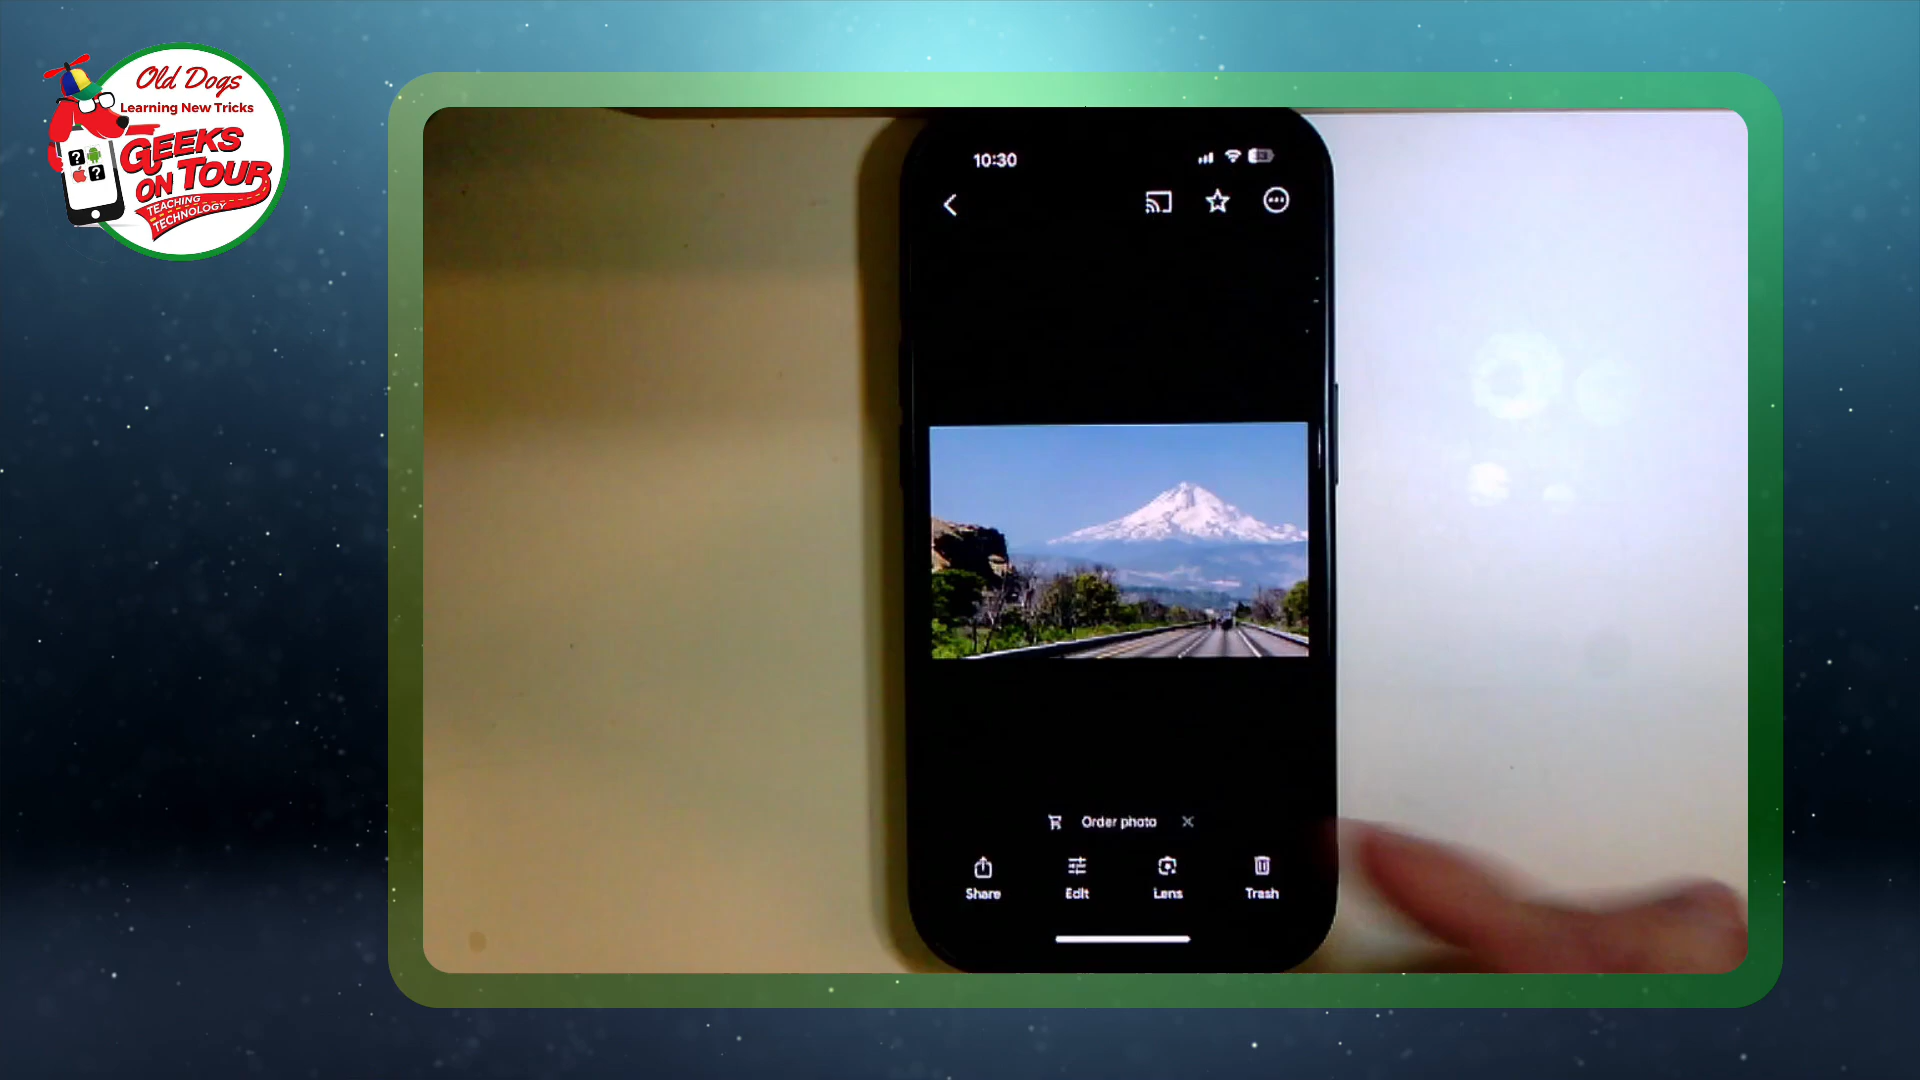 Old Dogs
Learning New Tricks
GEEKS
ON TOUR
TEACHING
TECHNOLOGY
? 
?
10:30
Order photo
Share
Edit
Lens
Trash